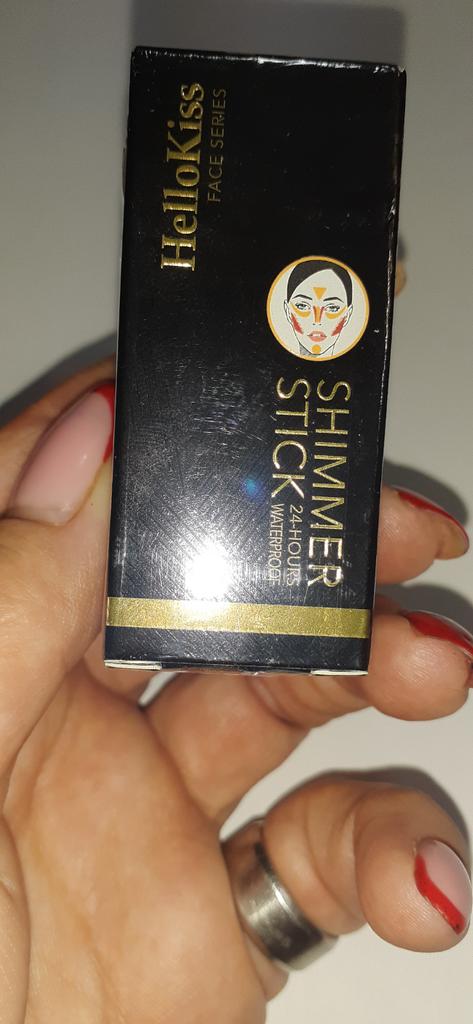 HelloKiss
FACE SERIES
SHIMMER
STICK 24-HOURS
WATERPROOF